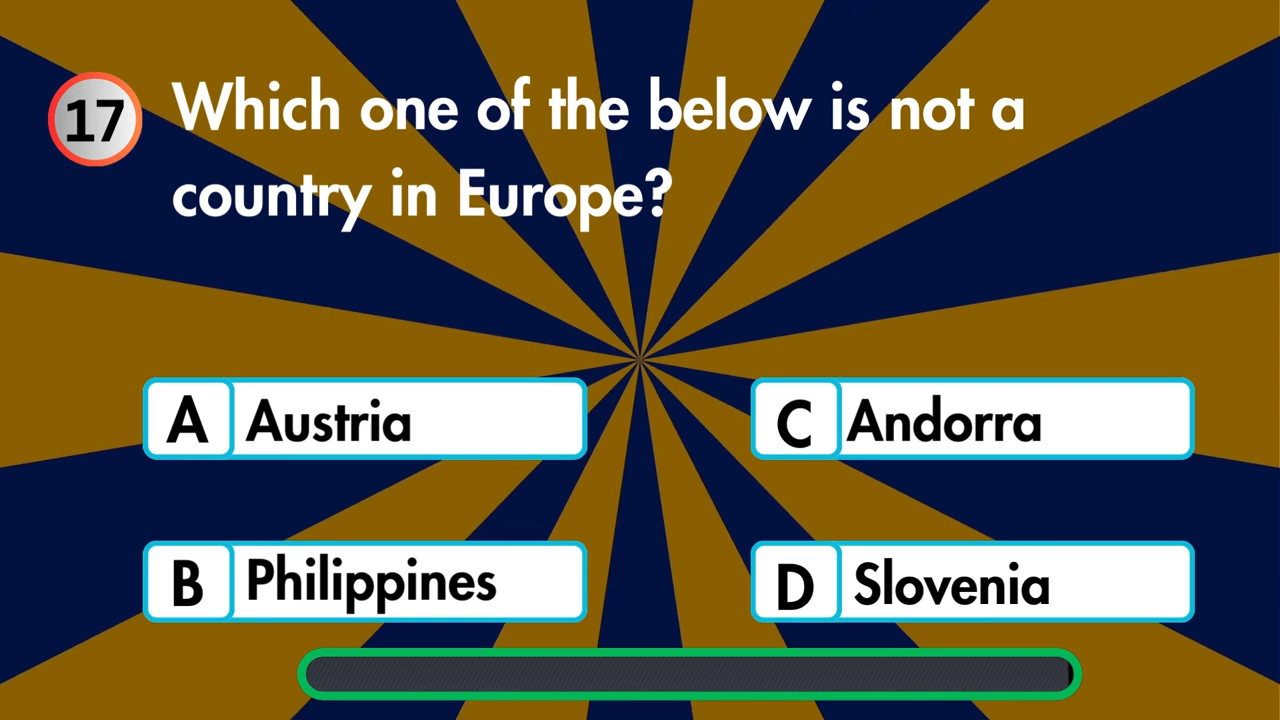 17
Which one of the below is not a
country in Europe?
A Austria
C Andorra
B Philippines
D Slovenia